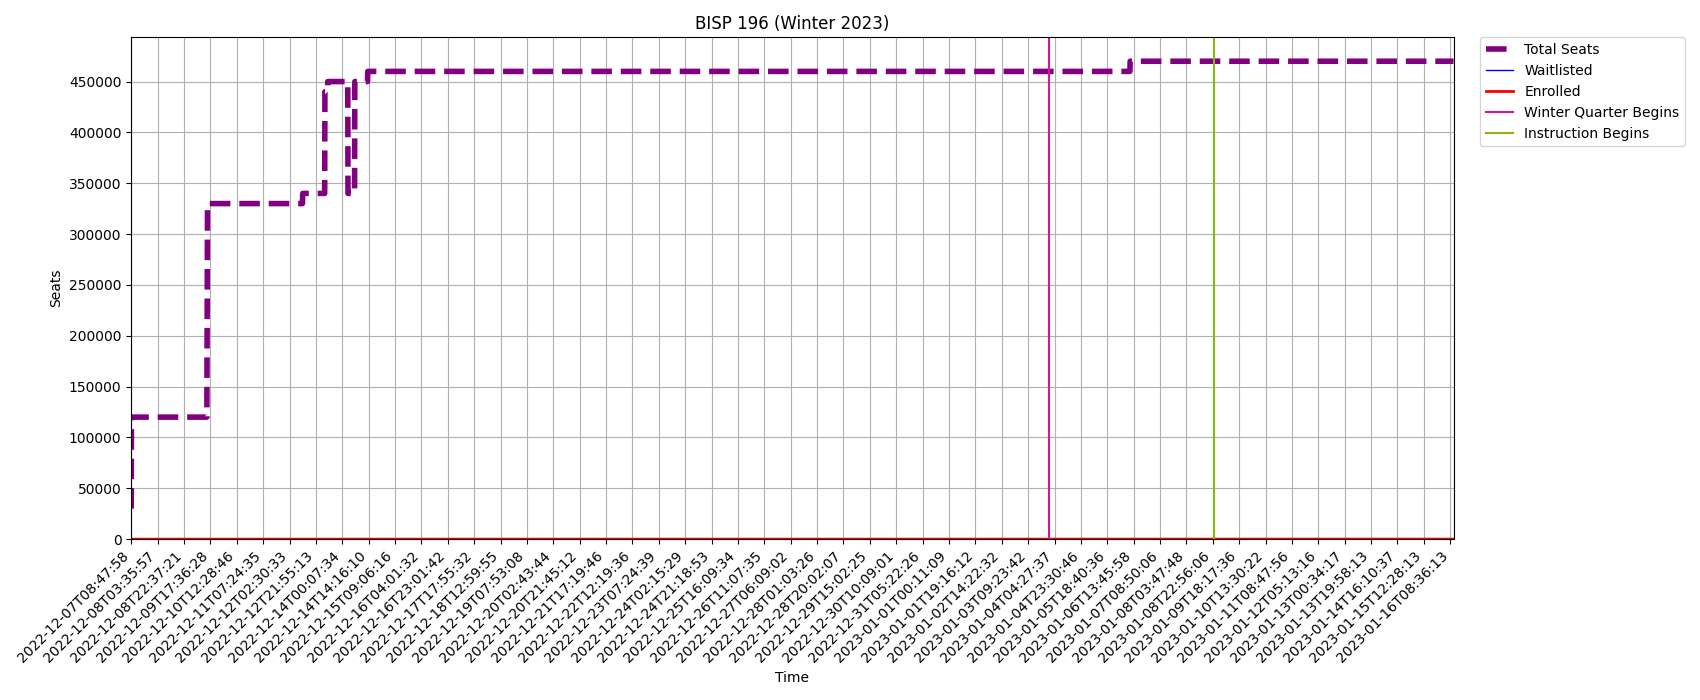 BISP 196 (Winter 2023)
Total Seats
Waitlisted
Enrolled
Winter Quarter Begins
Instruction Begins
Seats
450000
400000
350000
300000
250000
200000
150000
100000
50000
0
2022-12-07T08:47:58
2022-12-08T03:35:57
2022-12-08T22:37:21
2022-12-09T17:36:28
2022-12-10T12:28:46
2022-12-11T07:24:35
2022-12-12T02:30:33
2022-12-12T21:55:13
2022-12-14T00:07:34
2022-12-14T14:16:10
2022-12-15T09:06:16
2022-12-16T04:01:32
2022-12-16T23:01:42
2022-12-17T17:55:32
2022-12-18T12:59:55
2022-12-19T07:53:08
2022-12-20T02:43:44
2022-12-20T21:45:12
2022-12-21T17:19:46
2022-12-22T12:19:36
2022-12-23T07:24:39
2022-12-24T02:15:29
2022-12-24T21:18:53
2022-12-25T16:09:34
2022-12-26T11:07:35
2022-12-27T06:09:02
2022-12-28T01:03:26
2022-12-28T20:02:07
2022-12-29T15:02:25
2022-12-30T10:09:01
2022-12-31T05:22:26
2023-01-01T00:11:09
2023-01-01T19:16:12
2023-01-02T14:22:32
2023-01-03T09:23:42
2023-01-04T04:27:37
2023-01-04T23:30:46
2023-01-05T18:40:36
2023-01-06T13:45:58
2023-01-07T08:50:06
2023-01-08T03:47:48
2023-01-08T22:56:06
2023-01-09T18:17:36
2023-01-10T13:30:22
2023-01-11T08:47:56
2023-01-12T05:13:16
2023-01-13T00:34:17
2023-01-13T19:58:13
2023-01-14T16:10:37
2023-01-15T12:28:13
2023-01-16T08:36:13
Time